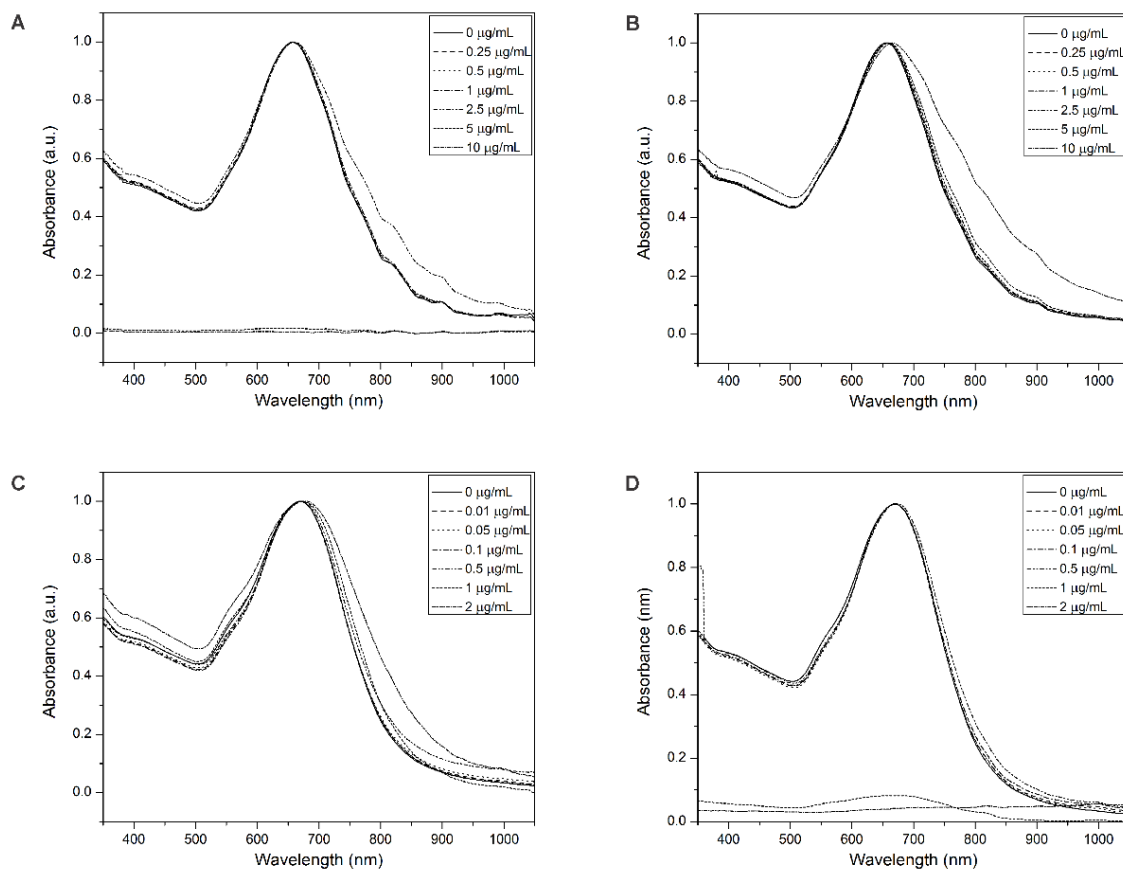 A
0 µg/mL
0.25 µg/mL
0.5 µg/mL
1 µg/mL
2.5 µg/mL
5 µg/mL
10 µg/mL
1.0
0.8
0.6
0.4
0.2
0.0
Absorbance (a.u.)
400 500 600 700 800 900 1000
Wavelength (nm)
B
0 µg/mL
0.25 µg/mL
0.5 µg/mL
1 µg/mL
2.5 µg/mL
5 µg/mL
10 µg/mL
1.0
0.8
0.6
0.4
0.2
0.0
Absorbance (a.u.)
400 500 600 700 800 900 1000
Wavelength (nm)
C
0 µg/mL
0.01 µg/mL
0.05 µg/mL
0.1 µg/mL
0.5 µg/mL
1 µg/mL
2 µg/mL
1.0
0.8
0.6
0.4
0.2
0.0
Absorbance (a.u.)
400 500 600 700 800 900 1000
Wavelength (nm)
D
0 µg/mL
0.01 µg/mL
0.05 µg/mL
0.1 µg/mL
0.5 µg/mL
1 µg/mL
2 µg/mL
1.0
0.8
0.6
0.4
0.2
0.0
Absorbance (nm)
400 500 600 700 800 900 1000
Wavelength (nm)